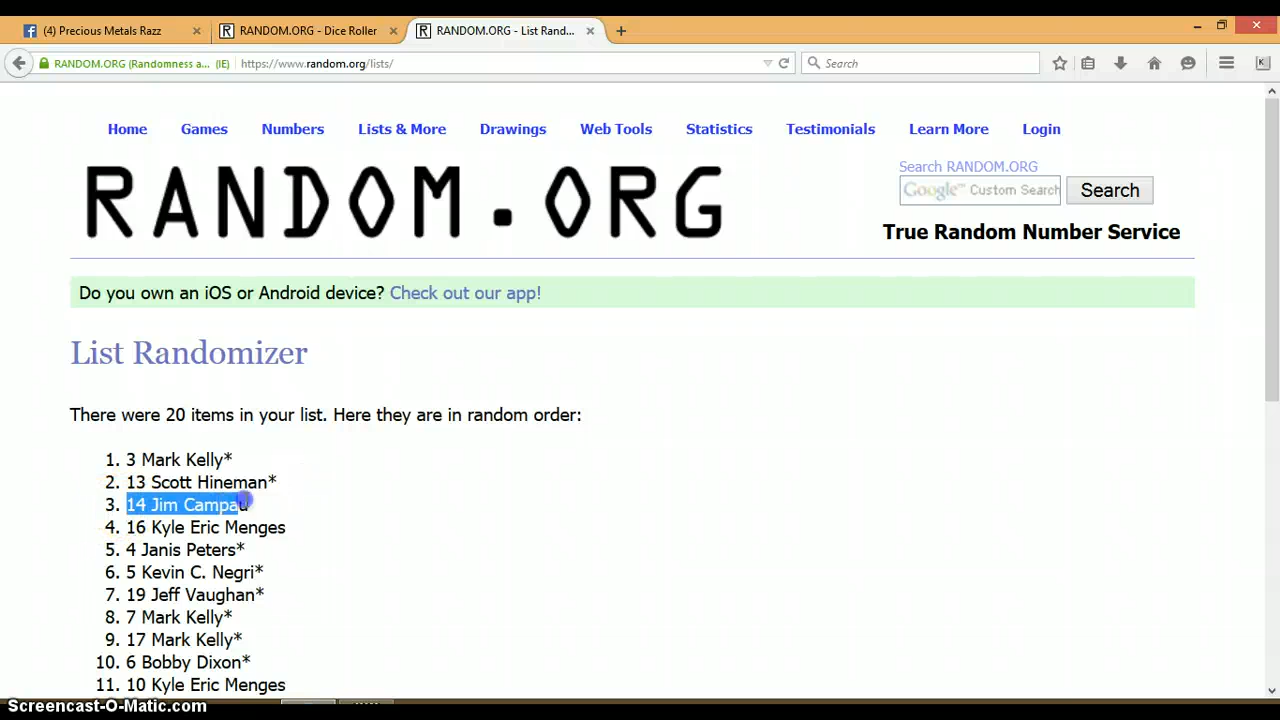 (4) Precious Metals Razz
RANDOM.ORG - Dice Roller
RANDOM.ORG - List Rand...
RANDOM.ORG (Randomness a... (IE)
https://www.random.org/lists/
Search
Home Games Numbers Lists & More Drawings Web Tools Statistics Testimonials Learn More Login
RANDOM.ORG
Search RANDOM.ORG
Google™ Custom Search
Search
True Random Number Service
Do you own an iOS or Android device? Check out our app!
List Randomizer
There were 20 items in your list. Here they are in random order:
1. 3 Mark Kelly*
2. 13 Scott Hineman*
3. 14 Jim Campau
4. 16 Kyle Eric Menges
5. 4 Janis Peters*
6. 5 Kevin C. Negri*
7. 19 Jeff Vaughan*
8. 7 Mark Kelly*
9. 17 Mark Kelly*
10. 6 Bobby Dixon*
11. 10 Kyle Eric Menges
Screencast-O-Matic.com